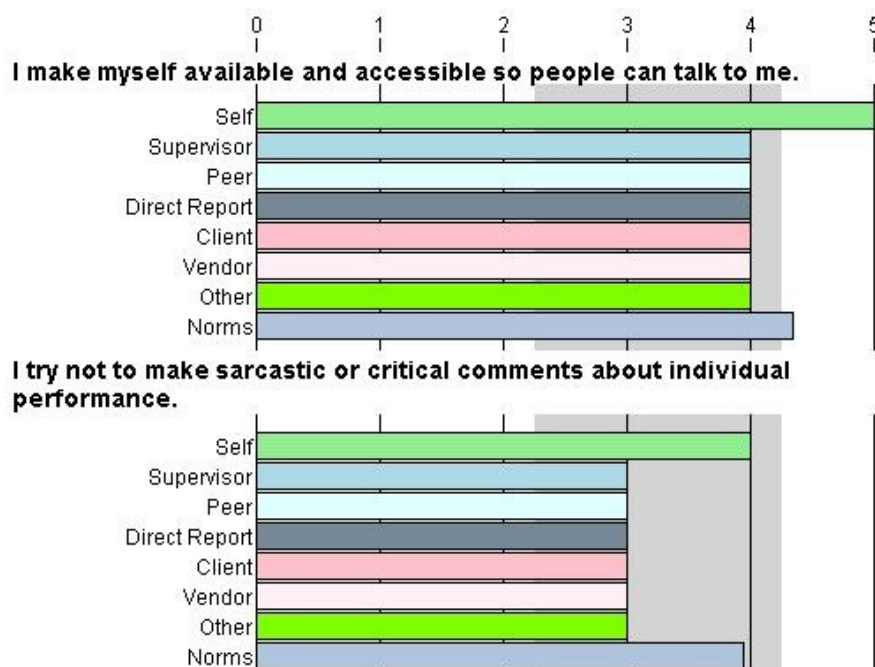 0 1 2 3 4 5
I make myself available and accessible so people can talk to me.
Self
Supervisor
Peer
Direct Report
Client
Vendor
Other
Norms
I try not to make sarcastic or critical comments about individual
performance.
Self
Supervisor
Peer
Direct Report
Client
Vendor
Other
Norms